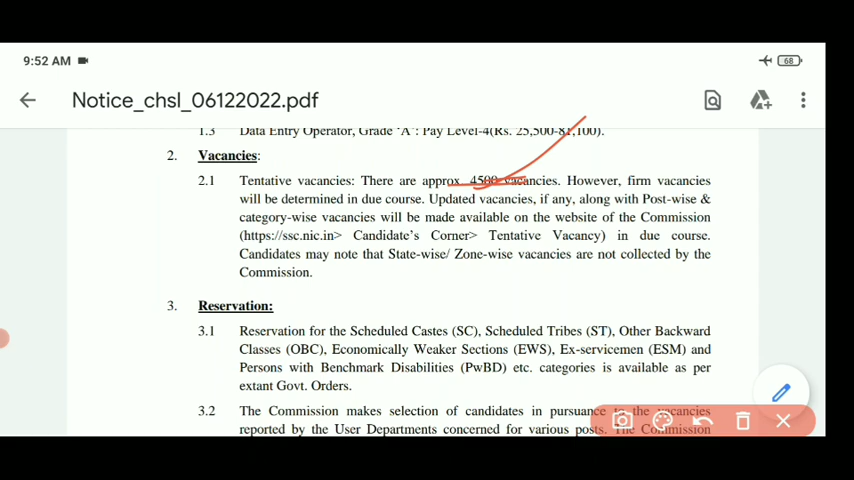 9:52 AM
68
Notice_chsl_06122022.pdf
1.3 Data Entry Operator, Grade 'A': Pay Level-4(Rs. 25,500-81,100).
2. Vacancies:
2.1 Tentative vacancies: There are approx. 4500 vacancies. However, firm vacancies
will be determined in due course. Updated vacancies, if any, along with Post-wise &
category-wise vacancies will be made available on the website of the Commission
(https://ssc.nic.in> Candidate's Corner> Tentative Vacancy) in due course.
Candidates may note that State-wise/ Zone-wise vacancies are not collected by the
Commission.
3. Reservation:
3.1 Reservation for the Scheduled Castes (SC), Scheduled Tribes (ST), Other Backward
Classes (OBC), Economically Weaker Sections (EWS), Ex-servicemen (ESM) and
Persons with Benchmark Disabilities (PwBD) etc. categories is available as per
extant Govt. Orders.
3.2 The Commission makes selection of candidates in pursuance to the vacancies
reported by the User Departments concerned for various posts. The Commission